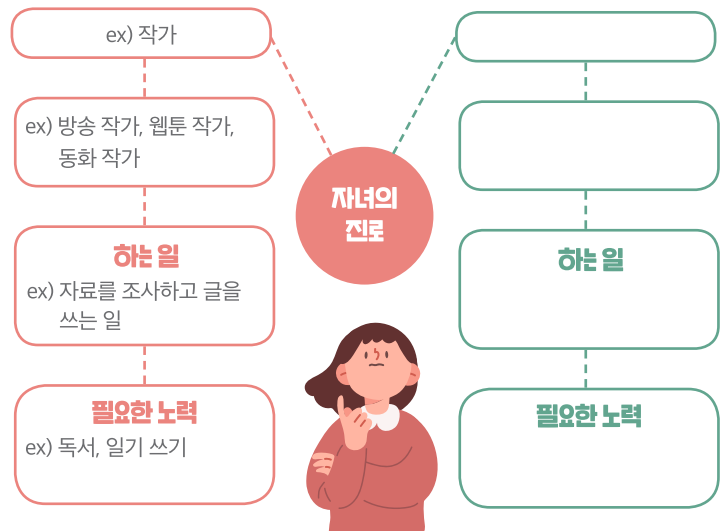 ex) 작가
ex) 방송 작가, 웹툰 작가,
동화 작가
하는 일
ex) 자료를 조사하고 글을
쓰는 일
필요한 노력
ex) 독서, 일기 쓰기
자녀의
진로
하는 일
필요한 노력